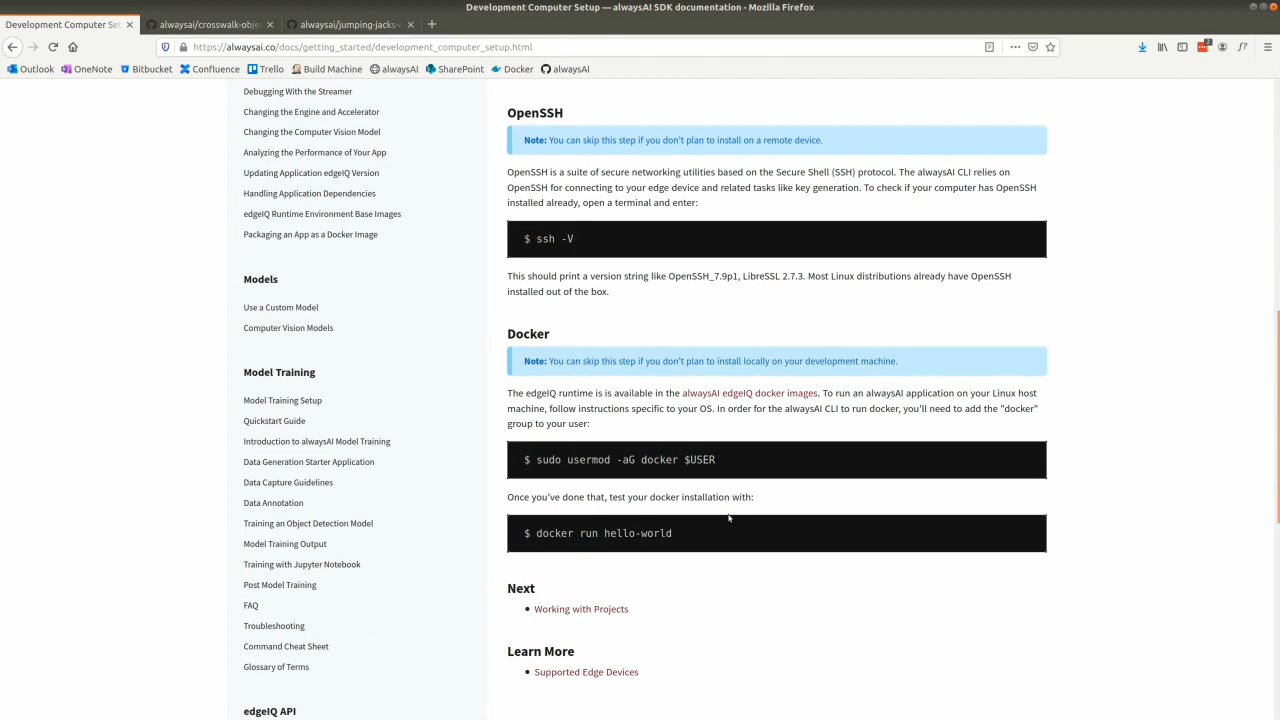 Development Computer Setup — alwaysAI SDK documentation - Mozilla Firefox
Development Computer Set
alwaysai/crosswalk-obje
alwaysai/jumping-jacks-c
https://alwaysai.co/docs/getting_started/development_computer_setup.html
2
Outlook
OneNote
Bitbucket
Confluence
Trello
Build Machine
alwaysAI
SharePoint
Docker
alwaysAI
Debugging With the Streamer
Changing the Engine and Accelerator
Changing the Computer Vision Model
Analyzing the Performance of Your App
Updating Application edgeIQ Version
Handling Application Dependencies
edgeIQ Runtime Environment Base Images
Packaging an App as a Docker Image
Models
Use a Custom Model
Computer Vision Models
Model Training
Model Training Setup
Quickstart Guide
Introduction to alwaysAI Model Training
Data Generation Starter Application
Data Capture Guidelines
Data Annotation
Training an Object Detection Model
Model Training Output
Training with Jupyter Notebook
Post Model Training
FAQ
Troubleshooting
Command Cheat Sheet
Glossary of Terms
edgeIQ API
OpenSSH
Note: You can skip this step if you don't plan to install on a remote device.
OpenSSH is a suite of secure networking utilities based on the Secure Shell (SSH) protocol. The alwaysAI CLI relies on
OpenSSH for connecting to your edge device and related tasks like key generation. To check if your computer has OpenSSH
installed already, open a terminal and enter:
$ ssh -V
This should print a version string like OpenSSH_7.9p1, LibreSSL 2.7.3. Most Linux distributions already have OpenSSH
installed out of the box.
Docker
Note: You can skip this step if you don't plan to install locally on your development machine.
The edgeIQ runtime is is available in the alwaysAI edgeIQ docker images. To run an alwaysAI application on your Linux host
machine, follow instructions specific to your OS. In order for the alwaysAI CLI to run docker, you'll need to add the "docker"
group to your user:
$ sudo usermod -aG docker $USER
Once you've done that, test your docker installation with:
$ docker run hello-world
Next
Working with Projects
Learn More
Supported Edge Devices